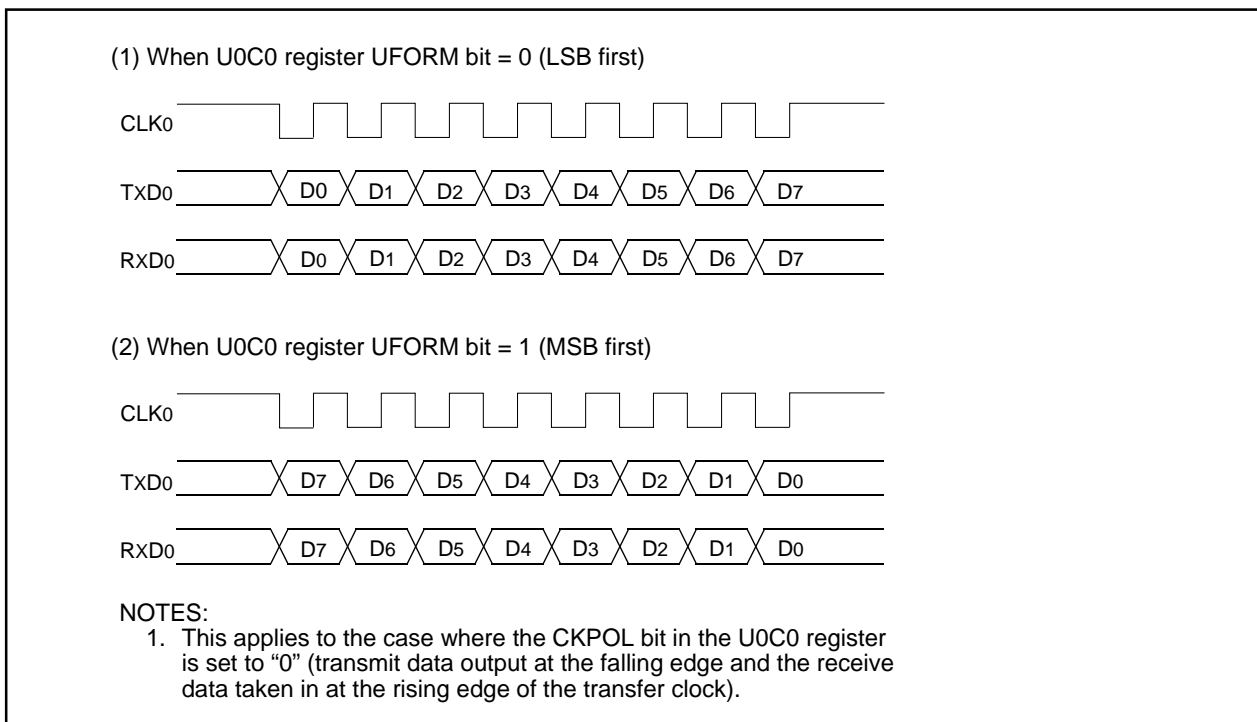 (1) When U0C0 register UFORM bit = 0 (LSB first)
CLK0
TXD0 D0 D1 D2 D3 D4 D5 D6 D7
RXD0 D0 D1 D2 D3 D4 D5 D6 D7
(2) When U0C0 register UFORM bit = 1 (MSB first)
CLK0
TXD0 D7 D6 D5 D4 D3 D2 D1 D0
RXD0 D7 D6 D5 D4 D3 D2 D1 D0
NOTES:
1. This applies to the case where the CKPOL bit in the U0C0 register
is set to “0” (transmit data output at the falling edge and the receive
data taken in at the rising edge of the transfer clock).